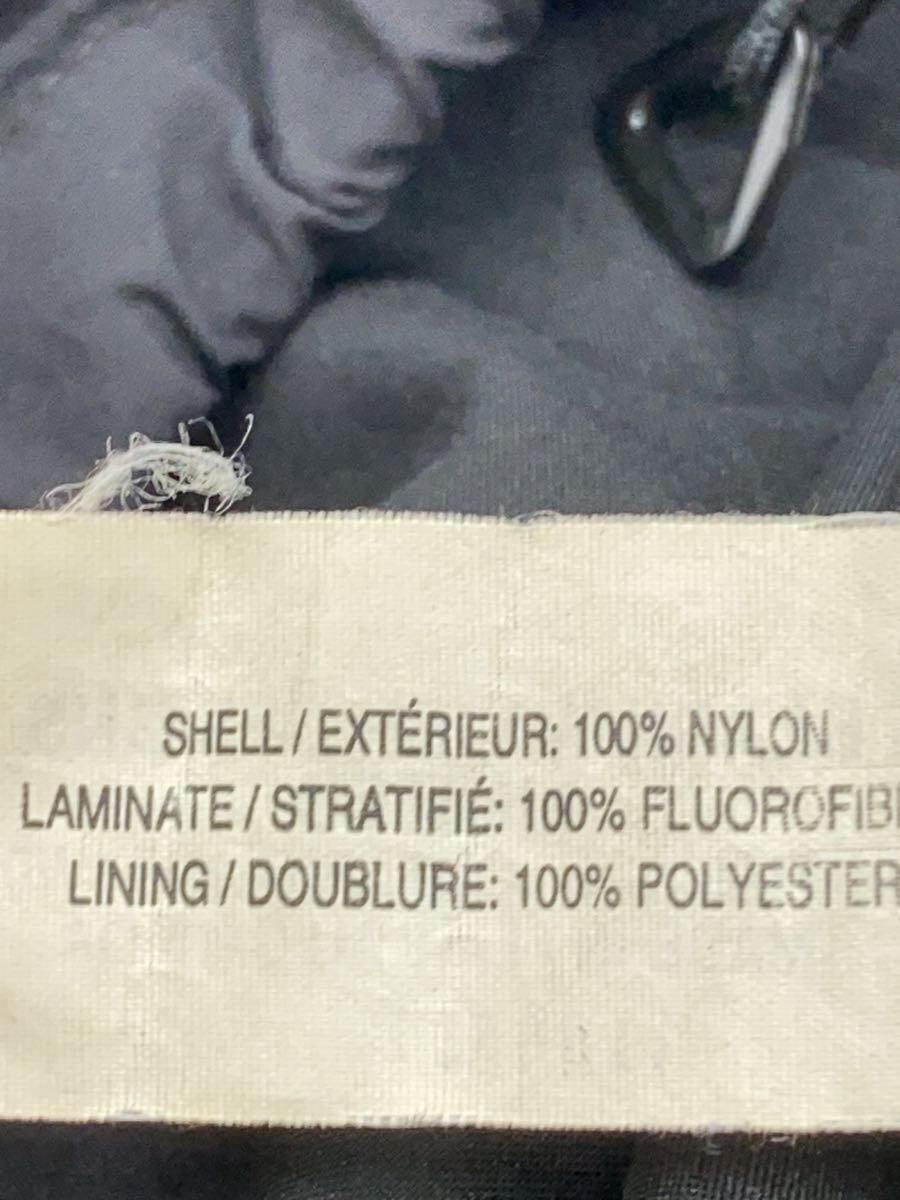 SHELL / EXTÉRIEUR: 100% NYLON
LAMINATE / STRATIFIÉ: 100% FLUOROFIB
LINING / DOUBLURE: 100% POLYESTER